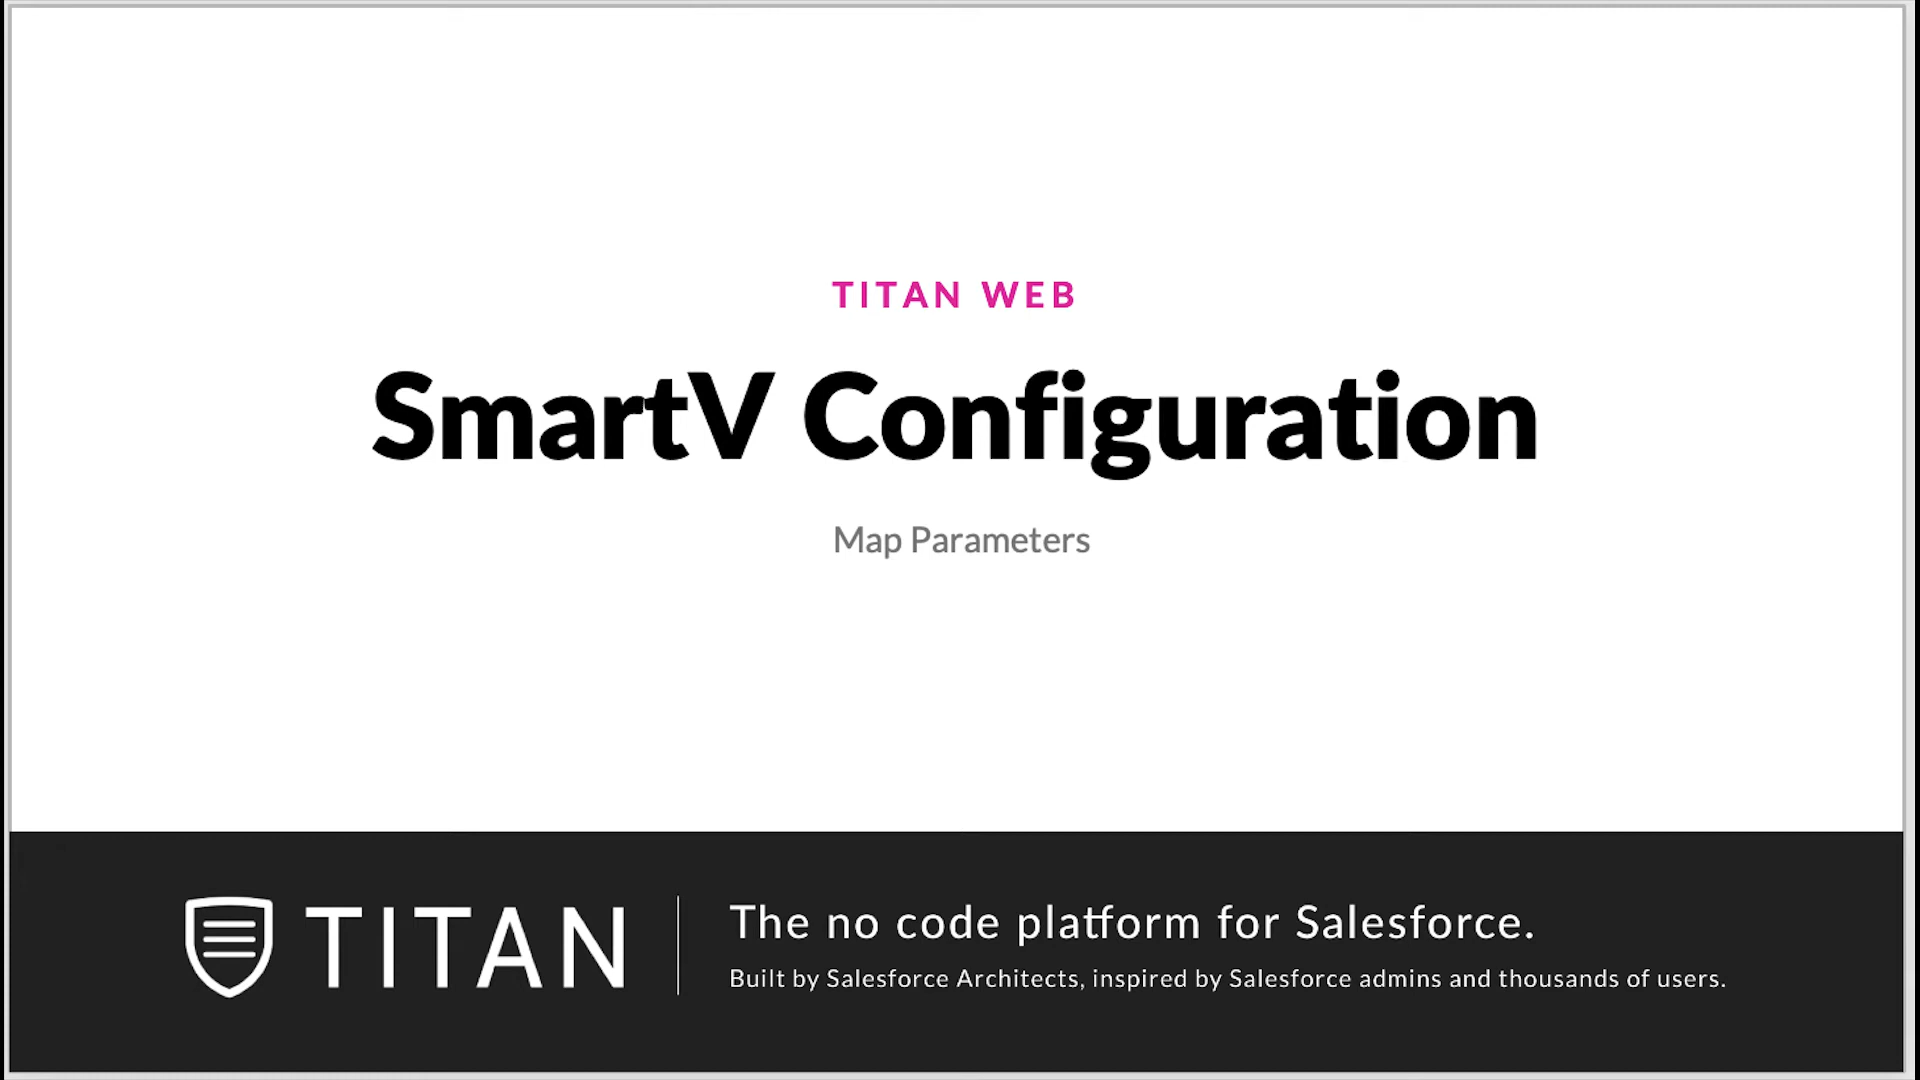 TITAN WEB
SmartV Configuration
Map Parameters
TITAN
The no code platform for Salesforce.
Built by Salesforce Architects, inspired by Salesforce admins and thousands of users.